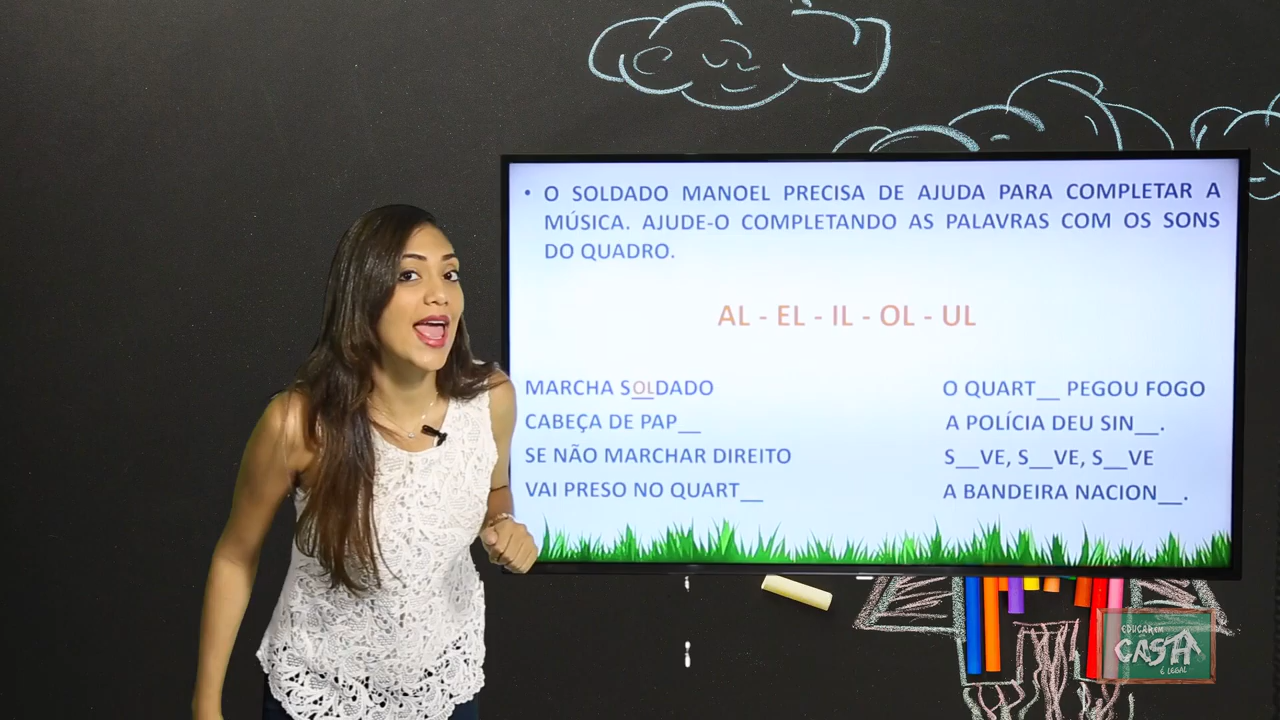 • O SOLDADO MANOEL PRECISA DE AJUDA PARA COMPLETAR A
MÚSICA. AJUDE-O COMPLETANDO AS PALAVRAS COM OS SONS
DO QUADRO.
AL - EL - IL - OL - UL
MARCHA SOLDADO
CABEÇA DE PAP__
SE NÃO MARCHAR DIREITO
VAI PRESO NO QUART__
O QUART__ PEGOU FOGO
A POLÍCIA DEU SIN__.
S__VE, S__VE, S__VE
A BANDEIRA NACION__.
EDUCAR EM
CASA
É LEGAL